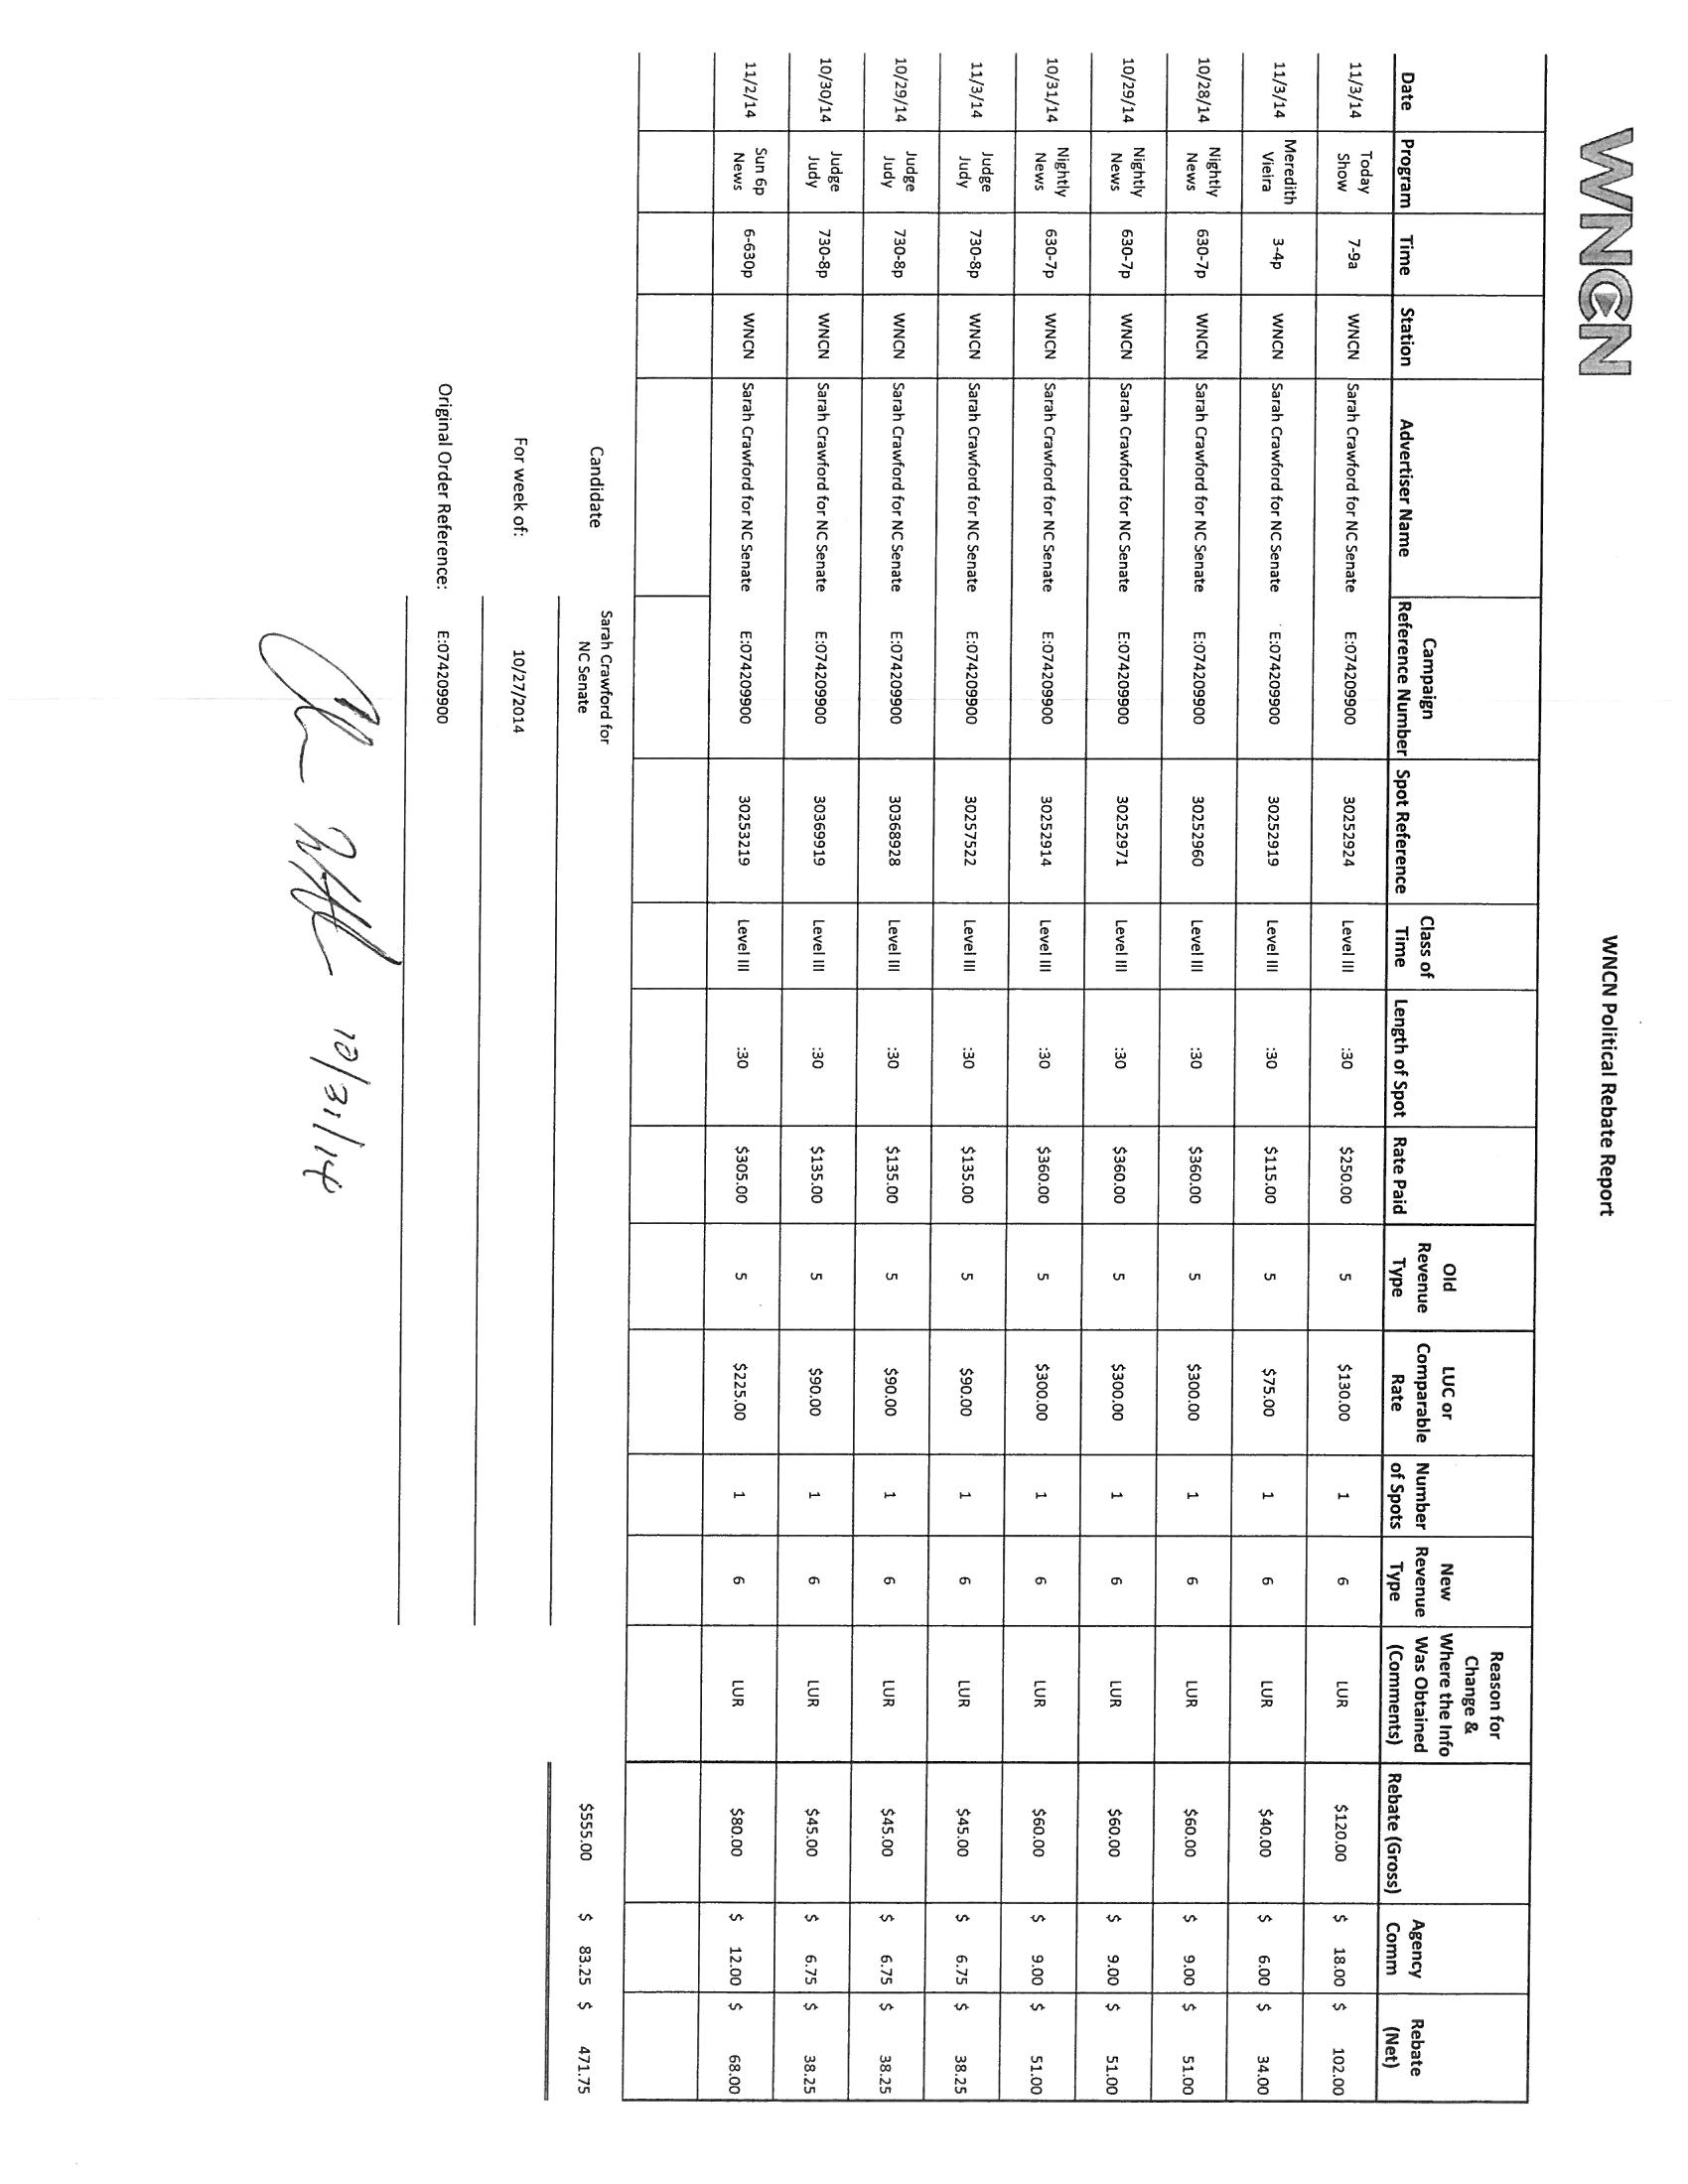 WNCN
WNCN Political Rebate Report
Date Program Time Station Advertiser Name Campaign Reference Number Spot Reference Class of Time Length of Spot Rate Paid Old Revenue Type LUC or Comparable Rate Number of Spots New Revenue Type Reason for Change & Where the Info Was Obtained (Comments) Rebate (Gross) Agency Comm Rebate (Net)
11/3/14 Today Show 7-9a WNCN Sarah Crawford for NC Senate E:074209900 30252924 Level III :30 $250.00 5 $130.00 1 6 LUR $120.00 $ 18.00 $ 102.00
11/3/14 Meredith Vieira 3-4p WNCN Sarah Crawford for NC Senate E:074209900 30252919 Level III :30 $115.00 5 $75.00 1 6 LUR $40.00 $ 6.00 $ 34.00
10/28/14 Nightly News 630-7p WNCN Sarah Crawford for NC Senate E:074209900 30252960 Level III :30 $360.00 5 $300.00 1 6 LUR $60.00 $ 9.00 $ 51.00
10/29/14 Nightly News 630-7p WNCN Sarah Crawford for NC Senate E:074209900 30252971 Level III :30 $360.00 5 $300.00 1 6 LUR $60.00 $ 9.00 $ 51.00
10/31/14 Nightly News 630-7p WNCN Sarah Crawford for NC Senate E:074209900 30252914 Level III :30 $360.00 5 $300.00 1 6 LUR $60.00 $ 9.00 $ 51.00
11/3/14 Judge Judy 730-8p WNCN Sarah Crawford for NC Senate E:074209900 30257522 Level III :30 $135.00 5 $90.00 1 6 LUR $45.00 $ 6.75 $ 38.25
10/29/14 Judge Judy 730-8p WNCN Sarah Crawford for NC Senate E:074209900 30368928 Level III :30 $135.00 5 $90.00 1 6 LUR $45.00 $ 6.75 $ 38.25
10/30/14 Judge Judy 730-8p WNCN Sarah Crawford for NC Senate E:074209900 30369919 Level III :30 $135.00 5 $90.00 1 6 LUR $45.00 $ 6.75 $ 38.25
11/2/14 Sun 6p News 6-630p WNCN Sarah Crawford for NC Senate E:074209900 30253219 Level III :30 $305.00 5 $225.00 1 6 LUR $80.00 $ 12.00 $ 68.00
$555.00 $ 83.25 $ 471.75
Candidate Sarah Crawford for NC Senate
For week of: 10/27/2014
Original Order Reference: E:074209900
10/31/14